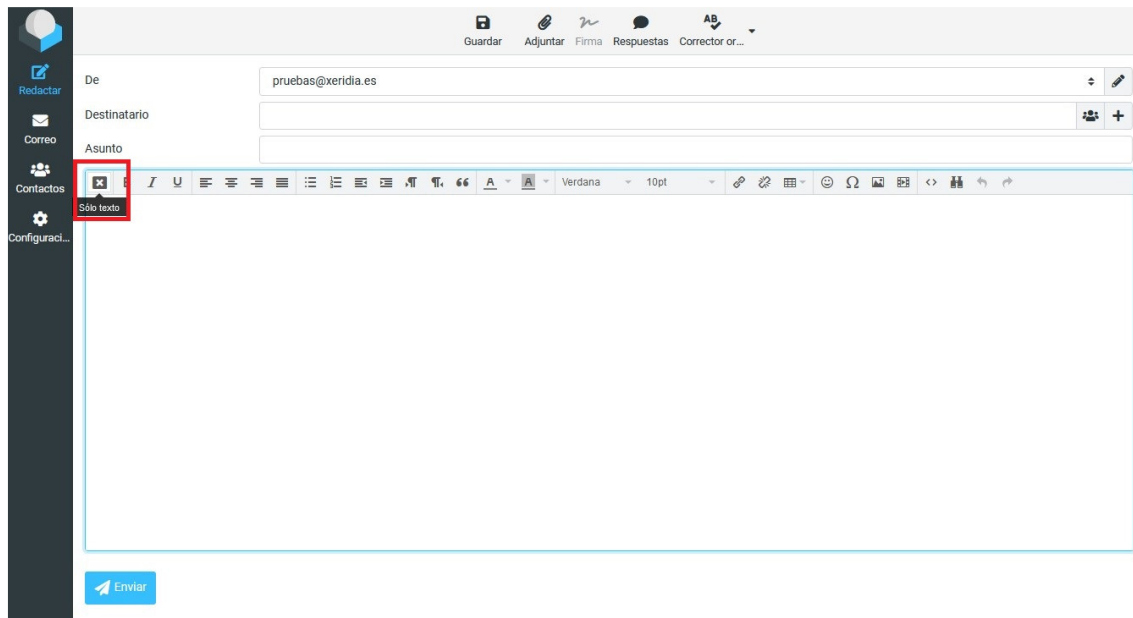 Guardar
Adjuntar
Firma
Respuestas
Corrector or...
Redactar
Correo
Contactos
Configuraci...
De
pruebas@xeridia.es
Destinatario
Asunto
B I U A A Verdana 10pt
Sólo texto
Enviar